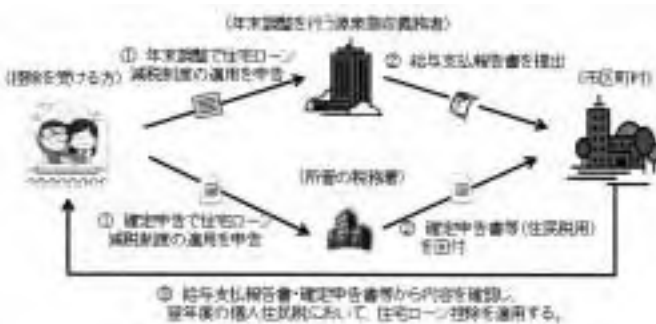 (年末調整を行う源泉徴収義務者)
① 年末調整で住宅ローン
減税制度の適用を申告
② 給与支払報告書を提出
(控除を受ける方)
(市区町村)
(所管の税務署)
① 確定申告で住宅ローン
減税制度の適用を申告
② 確定申告書等(住民税用)
を回付
③ 給与支払報告書・確定申告書等から内容を確認し、
翌年度の個人住民税において、住宅ローン控除を適用する。